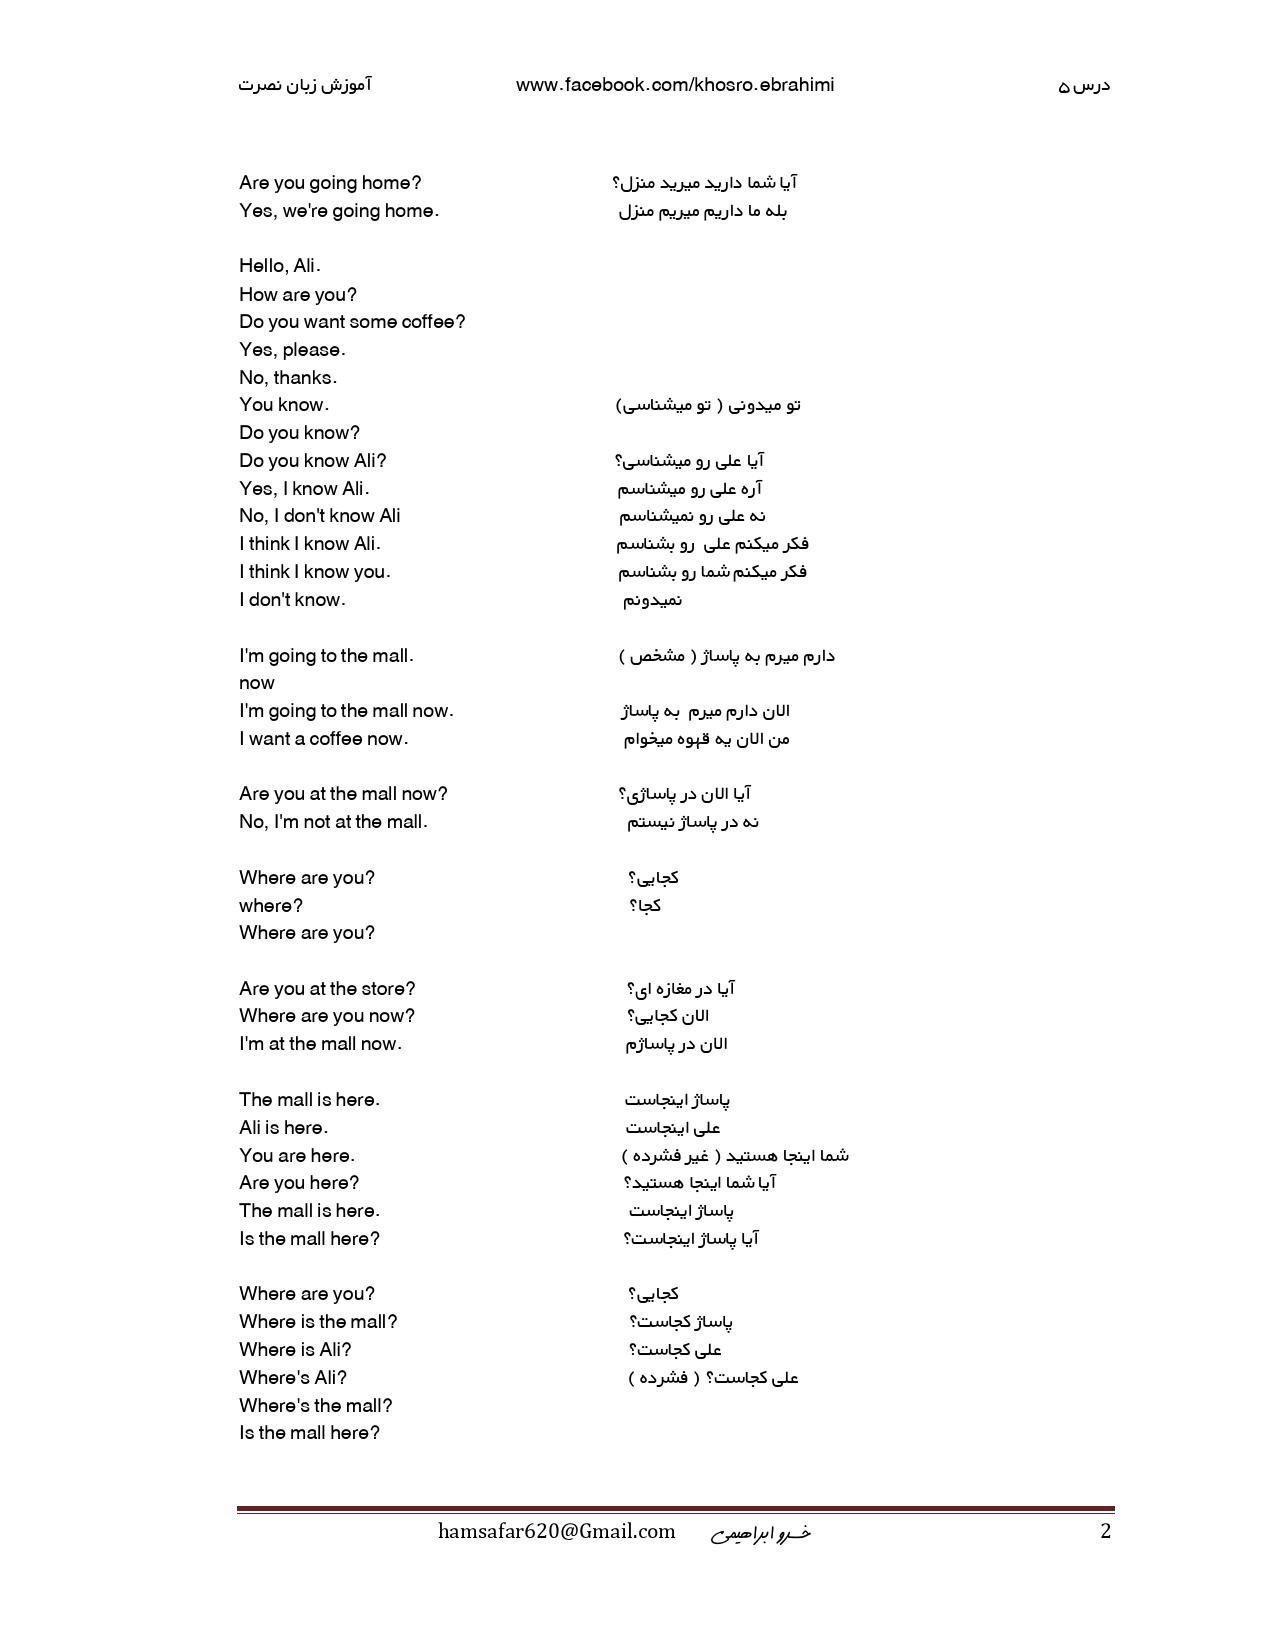 آموزش زبان نصرت www.facebook.com/khosro.ebrahimi درس ۵
Are you going home? آیا شما دارید میرید منزل؟
Yes, we're going home. بله ما داریم میریم منزل
Hello, Ali.
How are you?
Do you want some coffee?
Yes, please.
No, thanks.
You know. تو میدونی ( تو میشناسی)
Do you know?
Do you know Ali? آیا علی رو میشناسی؟
Yes, I know Ali. آره علی رو میشناسم
No, I don't know Ali نه علی رو نمیشناسم
I think I know Ali. فکر میکنم علی رو بشناسم
I think I know you. فکر میکنم شما رو بشناسم
I don't know. نمیدونم
I'm going to the mall. دارم میرم به پاساژ ( مشخص )
now
I'm going to the mall now. الان دارم میرم به پاساژ
I want a coffee now. من الان یه قهوه میخوام
Are you at the mall now? آیا الان در پاساژی؟
No, I'm not at the mall. نه در پاساژ نیستم
Where are you? کجایی؟
where? کجا؟
Where are you?
Are you at the store? آیا در مغازه ای؟
Where are you now? الان کجایی؟
I'm at the mall now. الان در پاساژم
The mall is here. پاساژ اینجاست
Ali is here. علی اینجاست
You are here. شما اینجا هستید ( غیر فشرده )
Are you here? آیا شما اینجا هستید؟
The mall is here. پاساژ اینجاست
Is the mall here? آیا پاساژ اینجاست؟
Where are you? کجایی؟
Where is the mall? پاساژ کجاست؟
Where is Ali? علی کجاست؟
Where's Ali? علی کجاست؟ ( فشرده )
Where's the mall?
Is the mall here?
hamsafar620@Gmail.com خسرو ابراهیمی 2